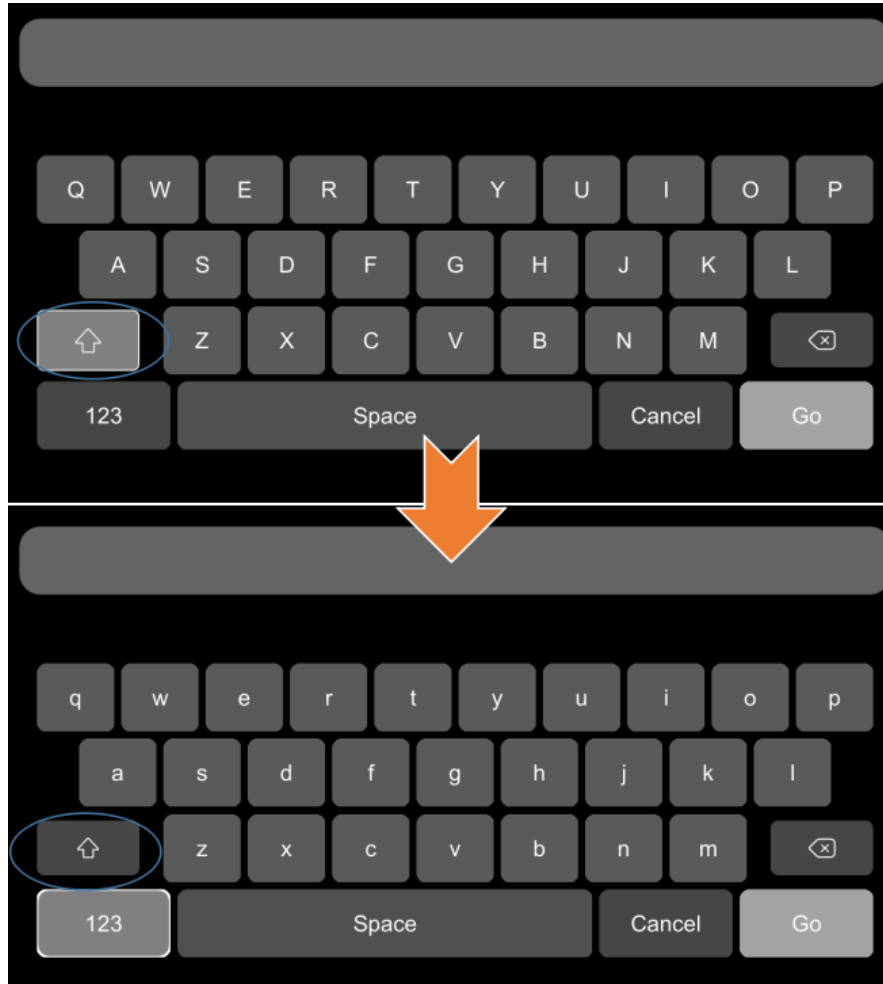 Q W E R T Y U I O P
A S D F G H J K L
Z X C V B N M
123 Space Cancel Go
q w e r t y u i o p
a s d f g h j k l
z x c v b n m
123 Space Cancel Go